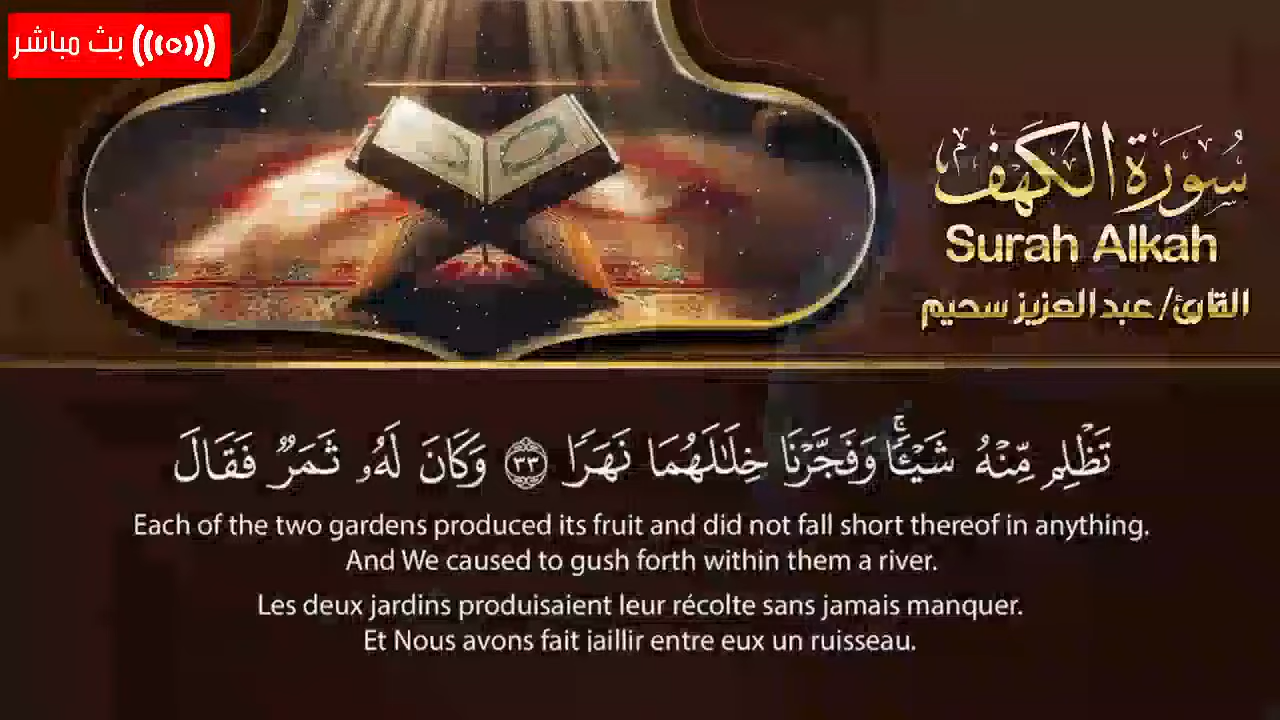 بث مباشر
سُورَة الكَهف
Surah Alkah
القارئ/ عبد العزيز سحيم
تَظْلِم مِّنْهُ شَيْـًٔا ۚ وَفَجَّرْنَا خِلَـٰلَهُمَا نَهَرًا ٣٣ وَكَانَ لَهُۥ ثَمَرٌ فَقَالَ
Each of the two gardens produced its fruit and did not fall short thereof in anything.
And We caused to gush forth within them a river.
Les deux jardins produisaient leur récolte sans jamais manquer.
Et Nous avons fait jaillir entre eux un ruisseau.